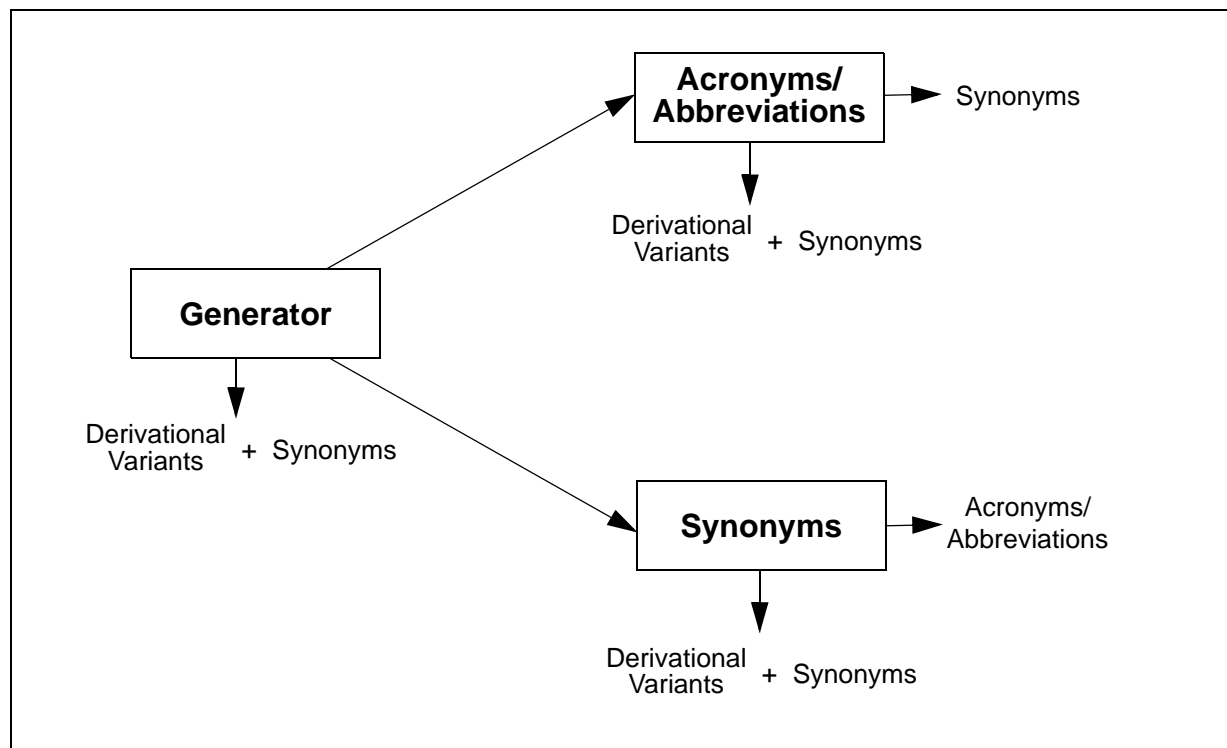 Acronyms/
Abbreviations
Synonyms
Derivational
Variants + Synonyms
Generator
Derivational
Variants + Synonyms
Synonyms
Acronyms/
Abbreviations
Derivational
Variants + Synonyms